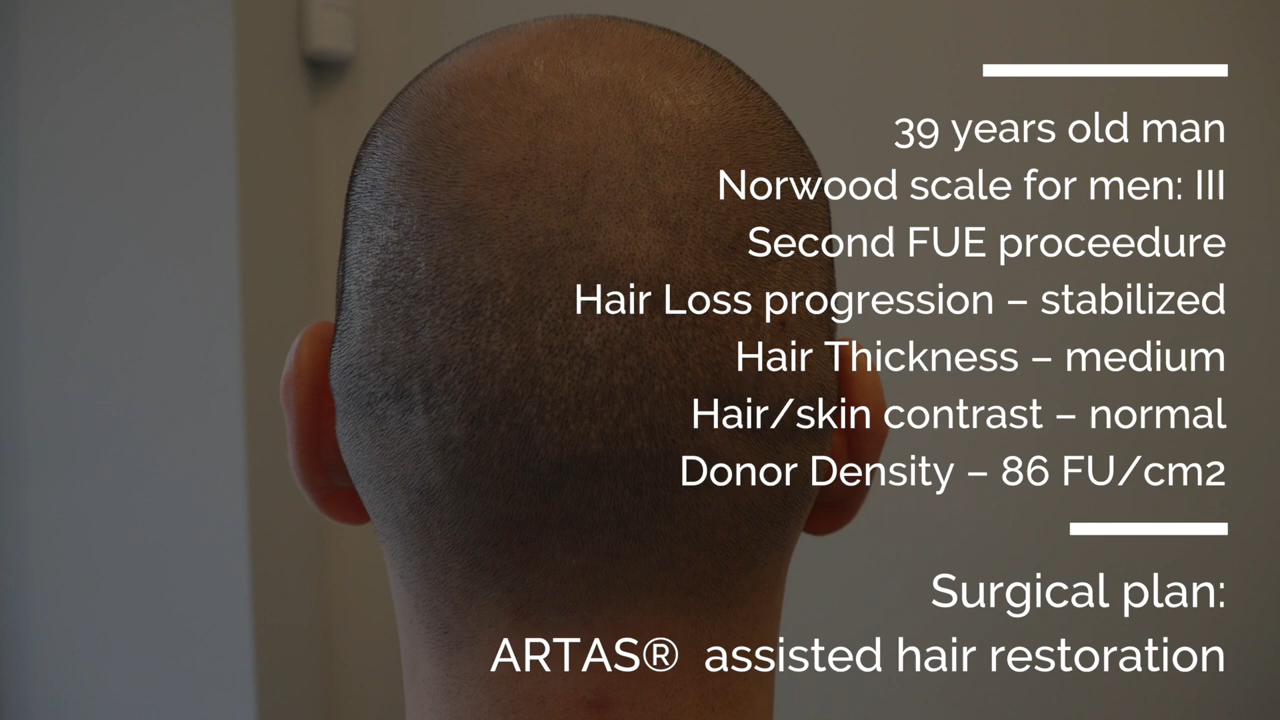 39 years old man
Norwood scale for men: III
Second FUE proceedure
Hair Loss progression – stabilized
Hair Thickness – medium
Hair/skin contrast – normal
Donor Density – 86 FU/cm2
Surgical plan:
ARTAS® assisted hair restoration